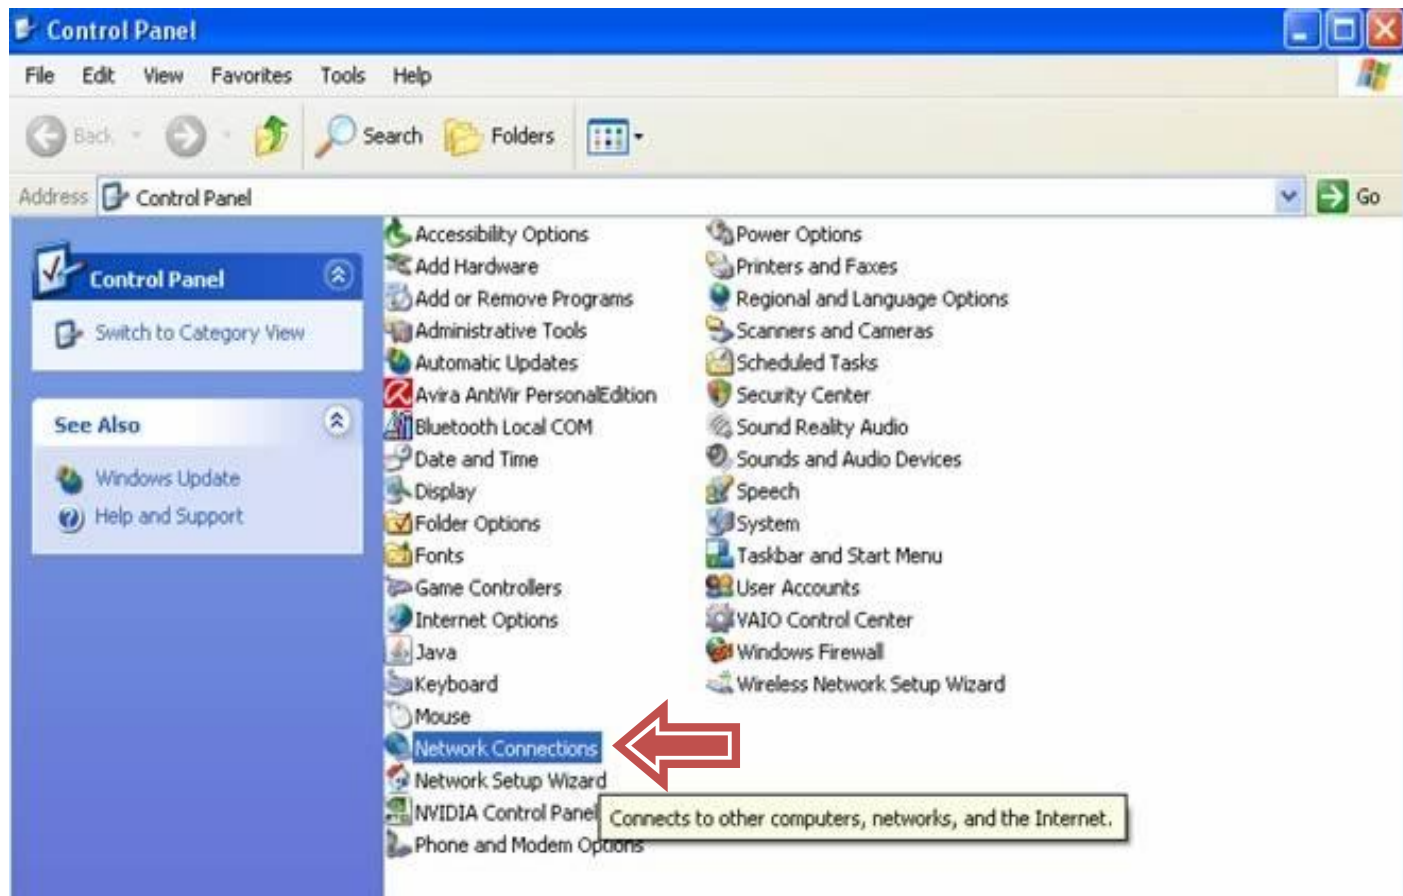 Control Panel
File Edit View Favorites Tools Help
Back Search Folders
Address Control Panel Go
Control Panel
Switch to Category View
See Also
Windows Update
Help and Support
Accessibility Options
Add Hardware
Add or Remove Programs
Administrative Tools
Automatic Updates
Avira AntiVir PersonalEdition
Bluetooth Local COM
Date and Time
Display
Folder Options
Fonts
Game Controllers
Internet Options
Java
Keyboard
Mouse
Network Connections
Network Setup Wizard
NVIDIA Control Panel
Phone and Modem Options
Power Options
Printers and Faxes
Regional and Language Options
Scanners and Cameras
Scheduled Tasks
Security Center
Sound Reality Audio
Sounds and Audio Devices
Speech
System
Taskbar and Start Menu
User Accounts
VAIO Control Center
Windows Firewall
Wireless Network Setup Wizard
Connects to other computers, networks, and the Internet.